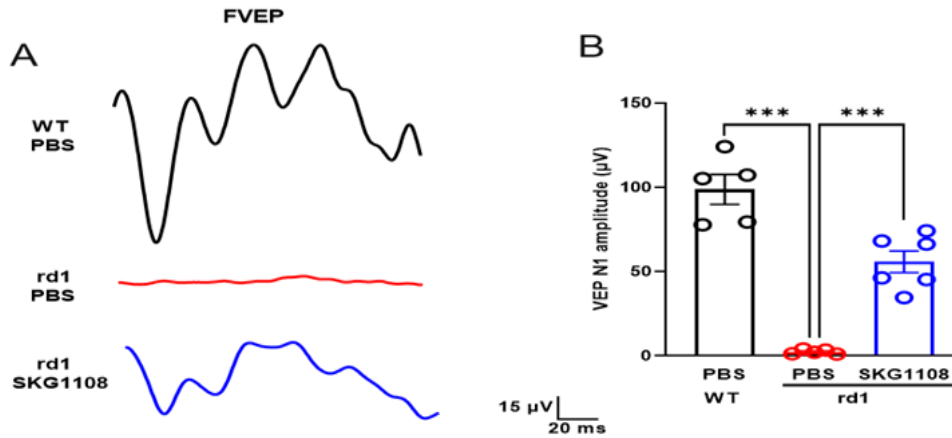 FVEP
A
WT
PBS
rd1
PBS
rd1
SKG1108
15 µV
20 ms
B
VEP N1 amplitude (µV)
150
100
50
0
*** ***
PBS PBS SKG1108
WT rd1